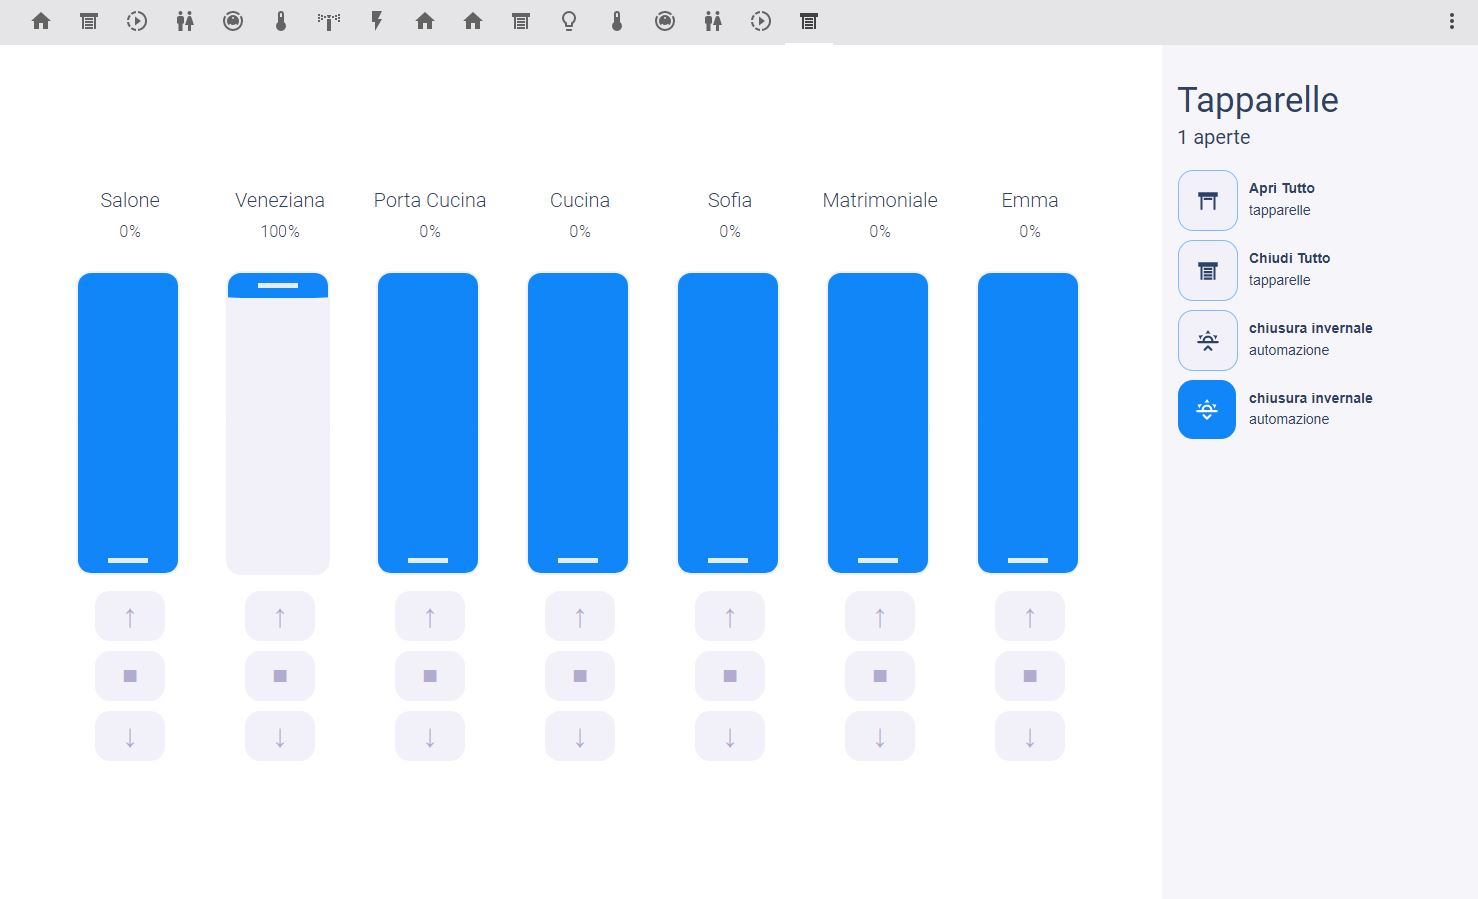 Tapparelle
1 aperte
Salone Veneziana Porta Cucina Cucina Sofia Matrimoniale Emma
0% 100% 0% 0% 0% 0% 0%
Apri Tutto
tapparelle
Chiudi Tutto
tapparelle
chiusura invernale
automazione
chiusura invernale
automazione